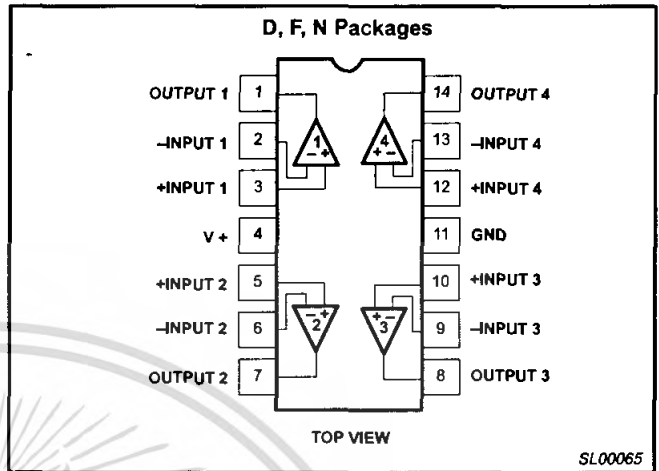 D, F, N Packages
OUTPUT 1 1 14 OUTPUT 4
–INPUT 1 2 1 4 13 –INPUT 4
– + + –
+INPUT 1 3 12 +INPUT 4
V + 4 11 GND
+INPUT 2 5 10 +INPUT 3
– + + –
–INPUT 2 6 2 3 9 –INPUT 3
OUTPUT 2 7 8 OUTPUT 3
TOP VIEW
SL00065